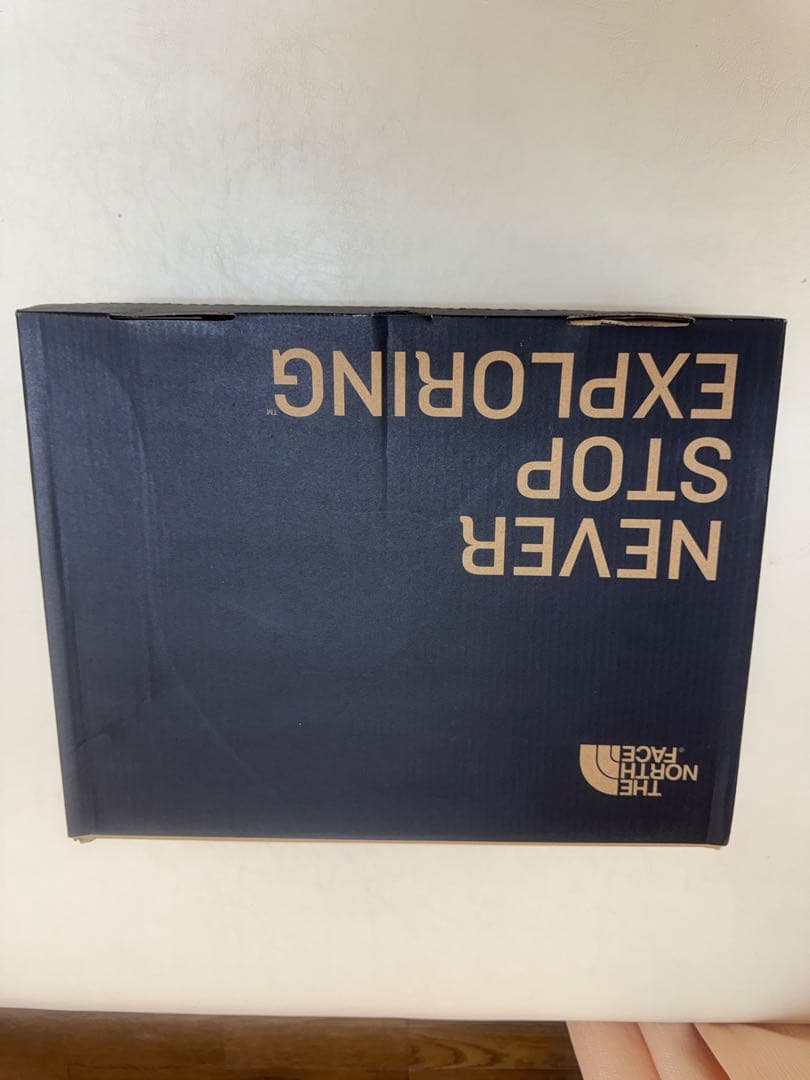 THE
NORTH
FACE®
NEVER
STOP
EXPLORING™